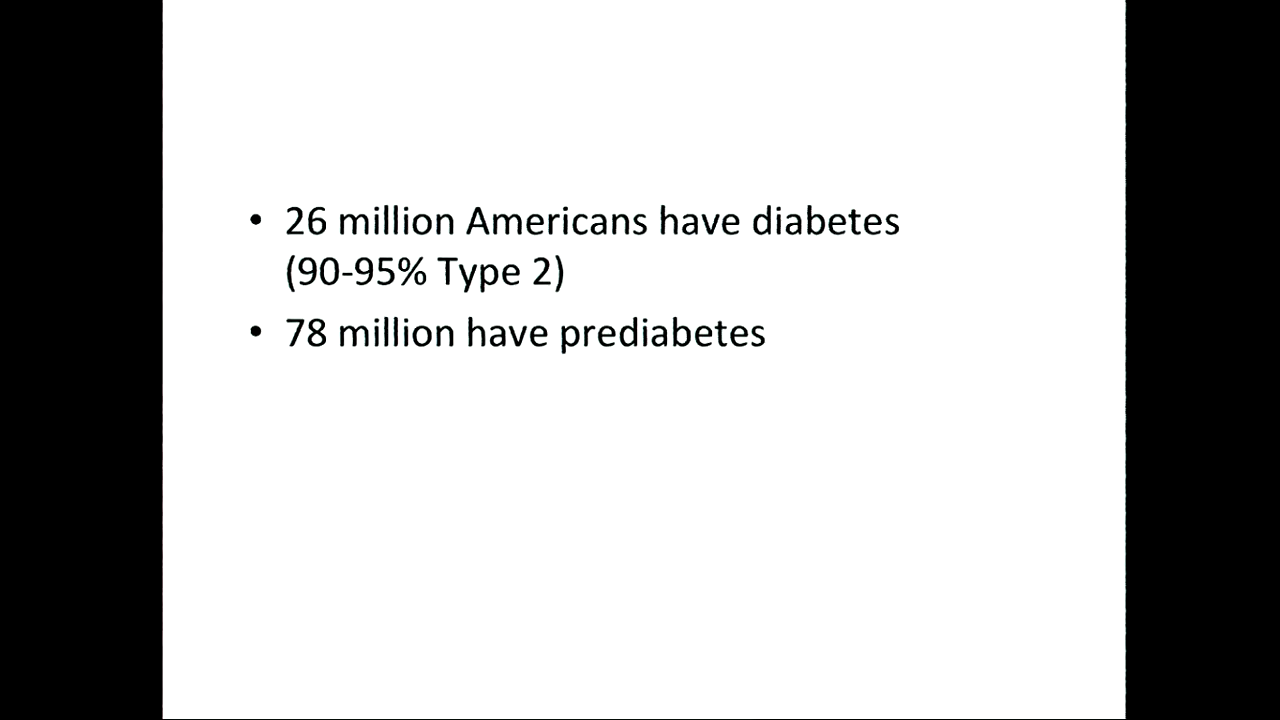 • 26 million Americans have diabetes
(90-95% Type 2)
• 78 million have prediabetes